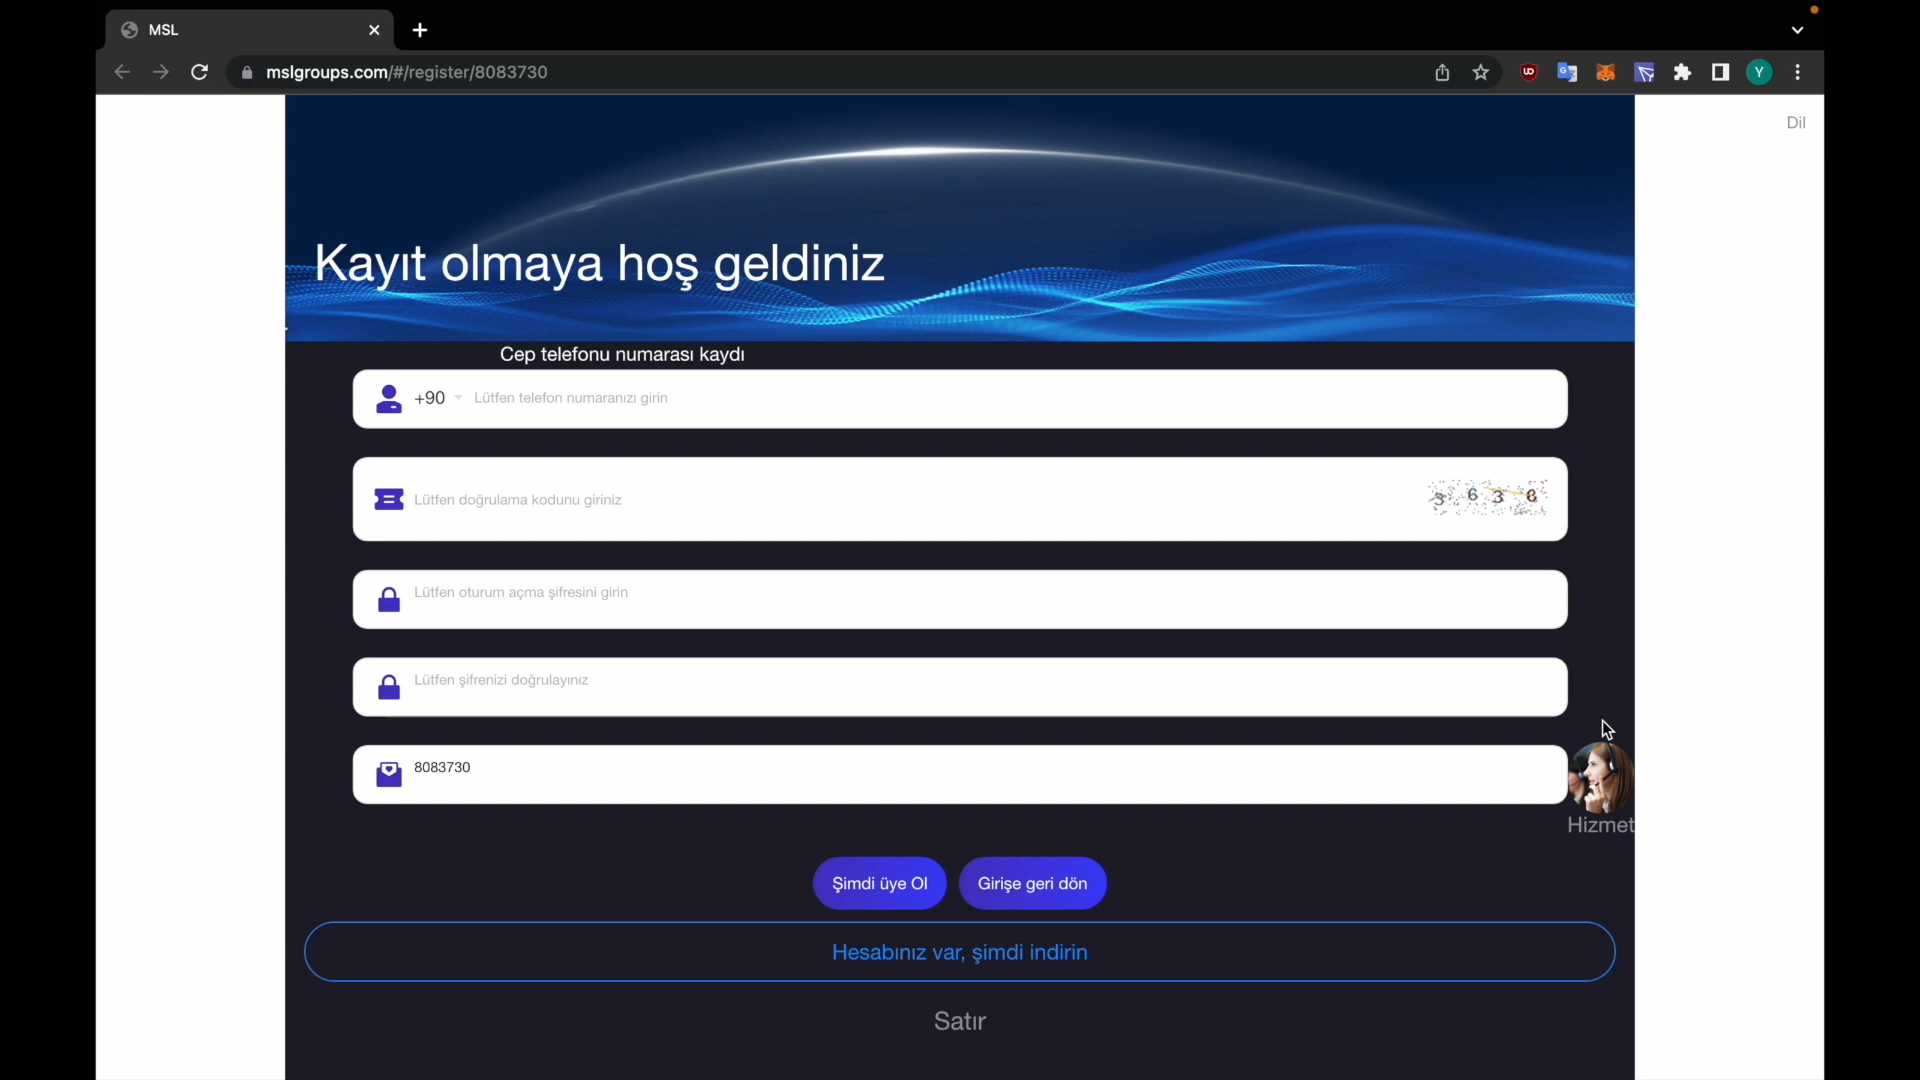 MSL
mslgroups.com/#/register/8083730
Y
Dil
Kayıt olmaya hoş geldiniz
Cep telefonu numarası kaydı
+90 Lütfen telefon numaranızı girin
Lütfen doğrulama kodunu giriniz
3 6 3 8
Lütfen oturum açma şifresini girin
Lütfen şifrenizi doğrulayınız
8083730
Hizmet
Şimdi üye Ol
Girişe geri dön
Hesabınız var, şimdi indirin
Satır